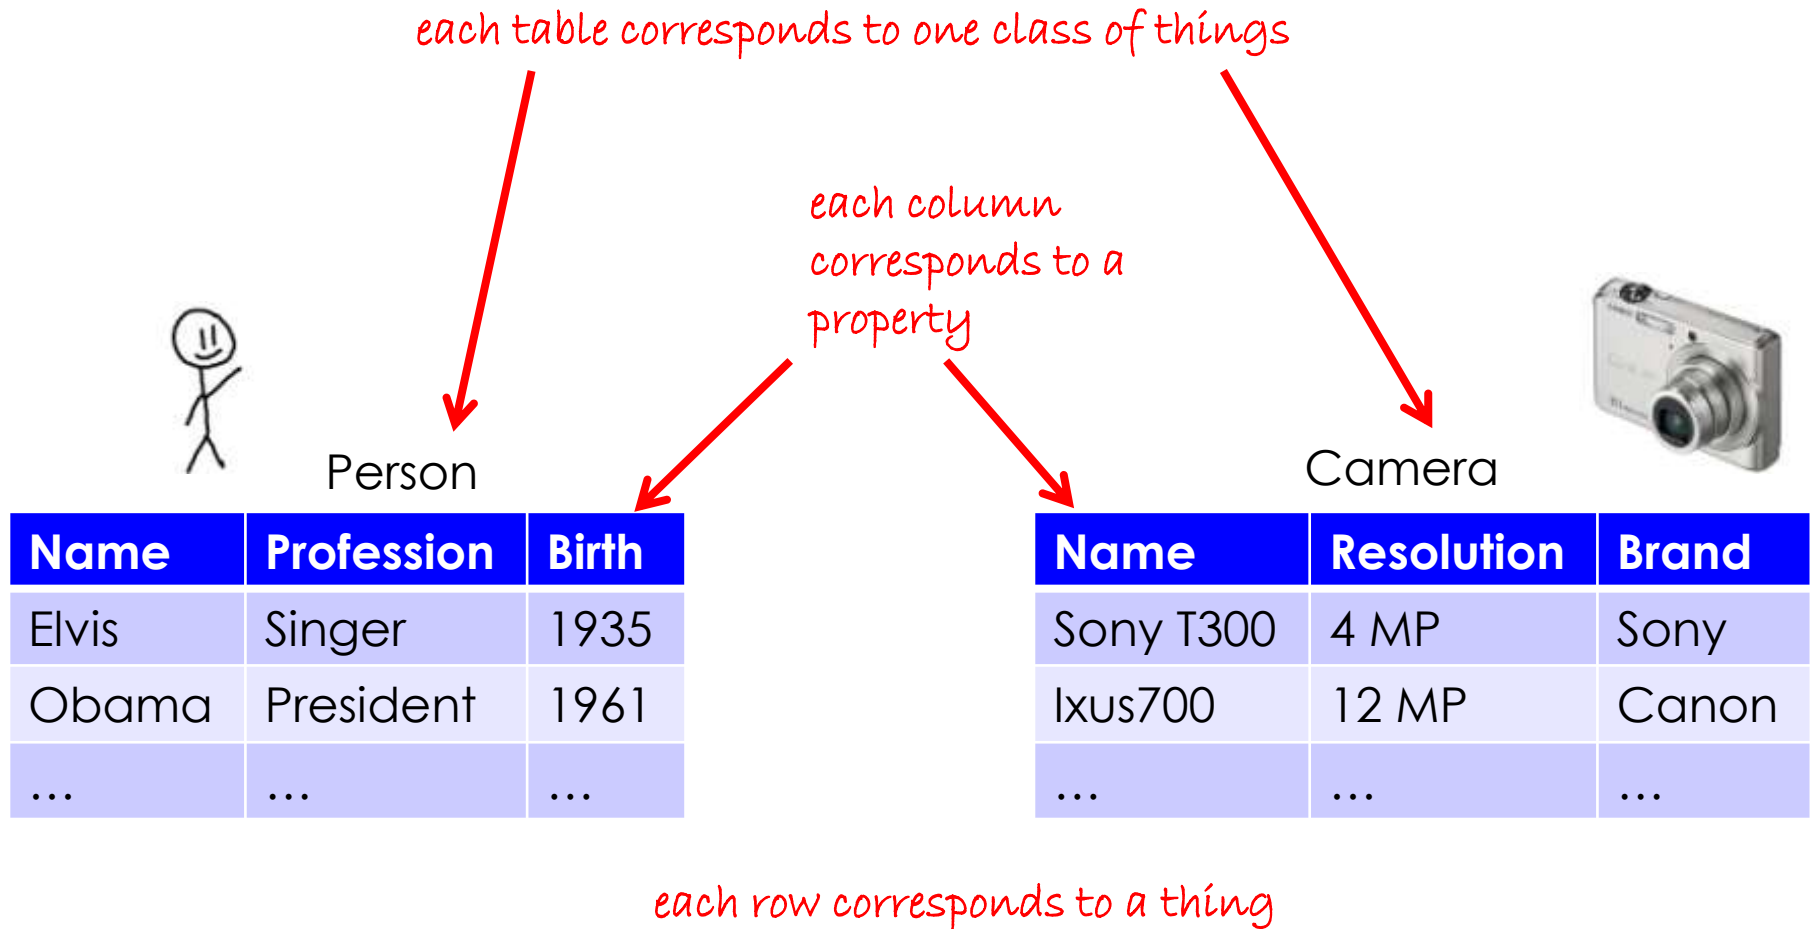 each table corresponds to one class of things
each column
corresponds to a
property
Person
Name Profession Birth
Elvis Singer 1935
Obama President 1961
… … …
Camera
Name Resolution Brand
Sony T300 4 MP Sony
Ixus700 12 MP Canon
… … …
each row corresponds to a thing